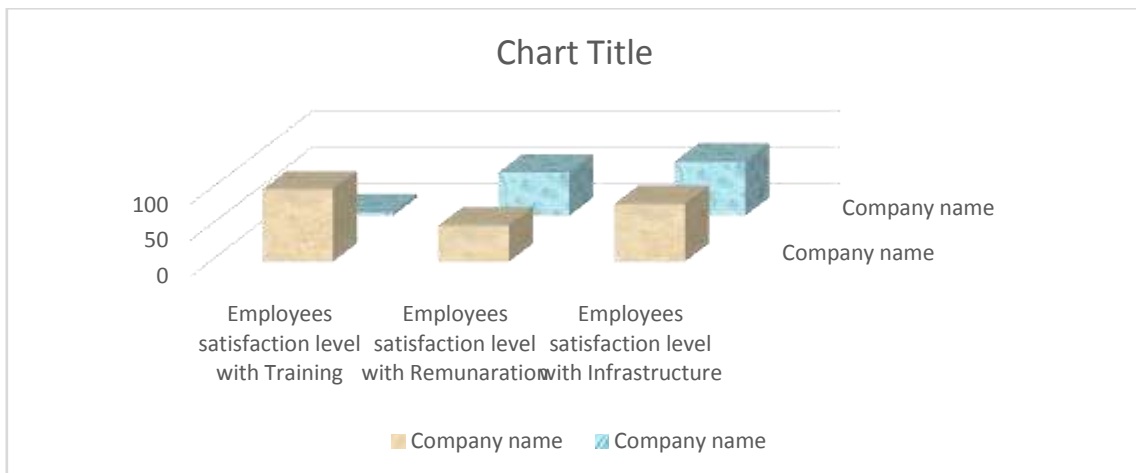 Chart Title
100
50
0
Company name
Company name
Employees
satisfaction level
with Training
Employees
satisfaction level
with Remunaration
Employees
satisfaction level
with Infrastructure
Company name
Company name